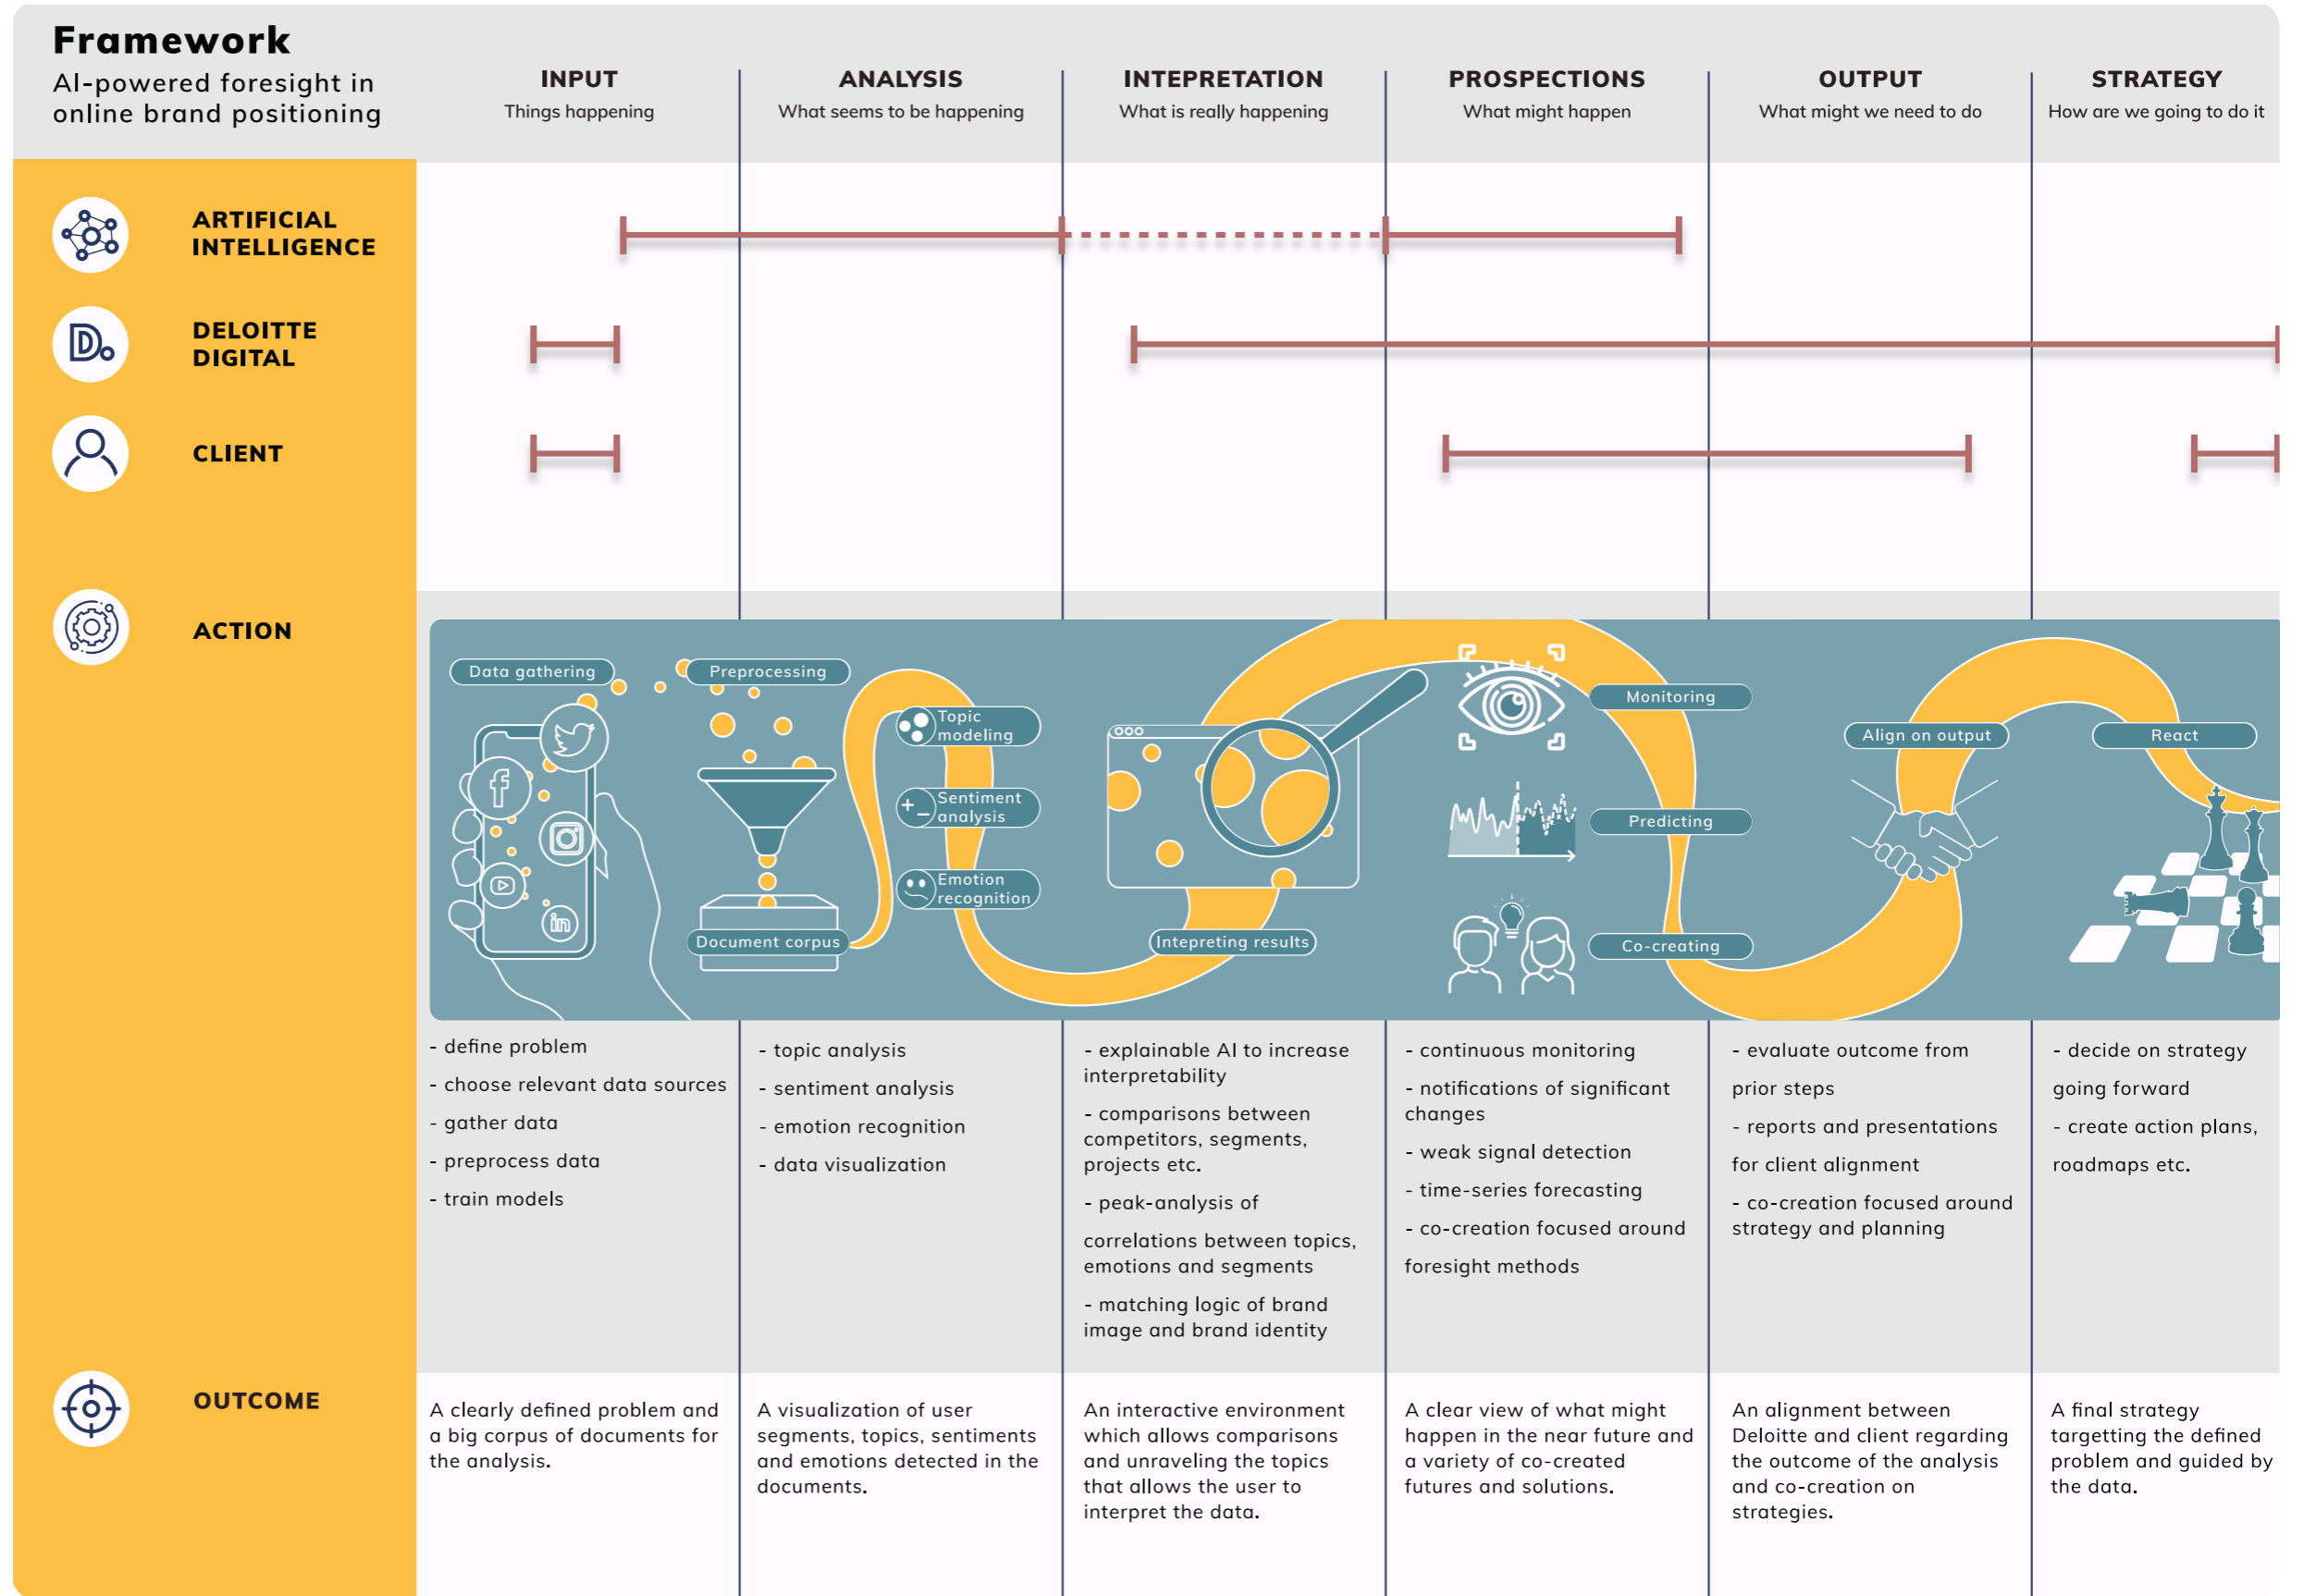 Framework
AI-powered foresight in
online brand positioning
INPUT
Things happening
ANALYSIS
What seems to be happening
INTEPRETATION
What is really happening
PROSPECTIONS
What might happen
OUTPUT
What might we need to do
STRATEGY
How are we going to do it
ARTIFICIAL
INTELLIGENCE
D.
DELOITTE
DIGITAL
CLIENT
ACTION
Data gathering
Preprocessing
Document corpus
Topic
modeling
Sentiment
analysis
Emotion
recognition
Intepreting results
Monitoring
Predicting
Co-creating
Align on output
React
f
in
- define problem
- choose relevant data sources
- gather data
- preprocess data
- train models
- topic analysis
- sentiment analysis
- emotion recognition
- data visualization
- explainable AI to increase
interpretability
- comparisons between
competitors, segments,
projects etc.
- peak-analysis of
correlations between topics,
emotions and segments
- matching logic of brand
image and brand identity
- continuous monitoring
- notifications of significant
changes
- weak signal detection
- time-series forecasting
- co-creation focused around
foresight methods
- evaluate outcome from
prior steps
- reports and presentations
for client alignment
- co-creation focused around
strategy and planning
- decide on strategy
going forward
- create action plans,
roadmaps etc.
OUTCOME
A clearly defined problem and
a big corpus of documents for
the analysis.
A visualization of user
segments, topics, sentiments
and emotions detected in the
documents.
An interactive environment
which allows comparisons
and unraveling the topics
that allows the user to
interpret the data.
A clear view of what might
happen in the near future and
a variety of co-created
futures and solutions.
An alignment between
Deloitte and client regarding
the outcome of the analysis
and co-creation on
strategies.
A final strategy
targetting the defined
problem and guided by
the data.